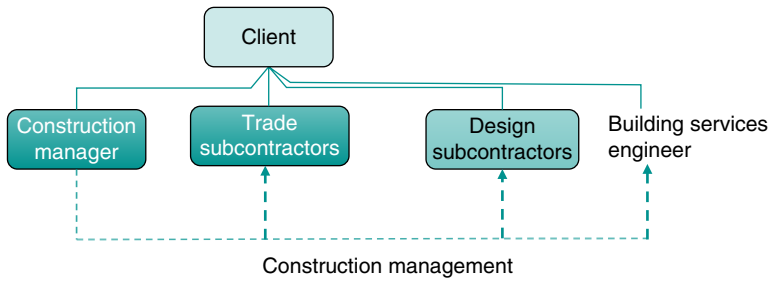 Client
Construction
manager
Trade
subcontractors
Design
subcontractors
Building services
engineer
Construction management